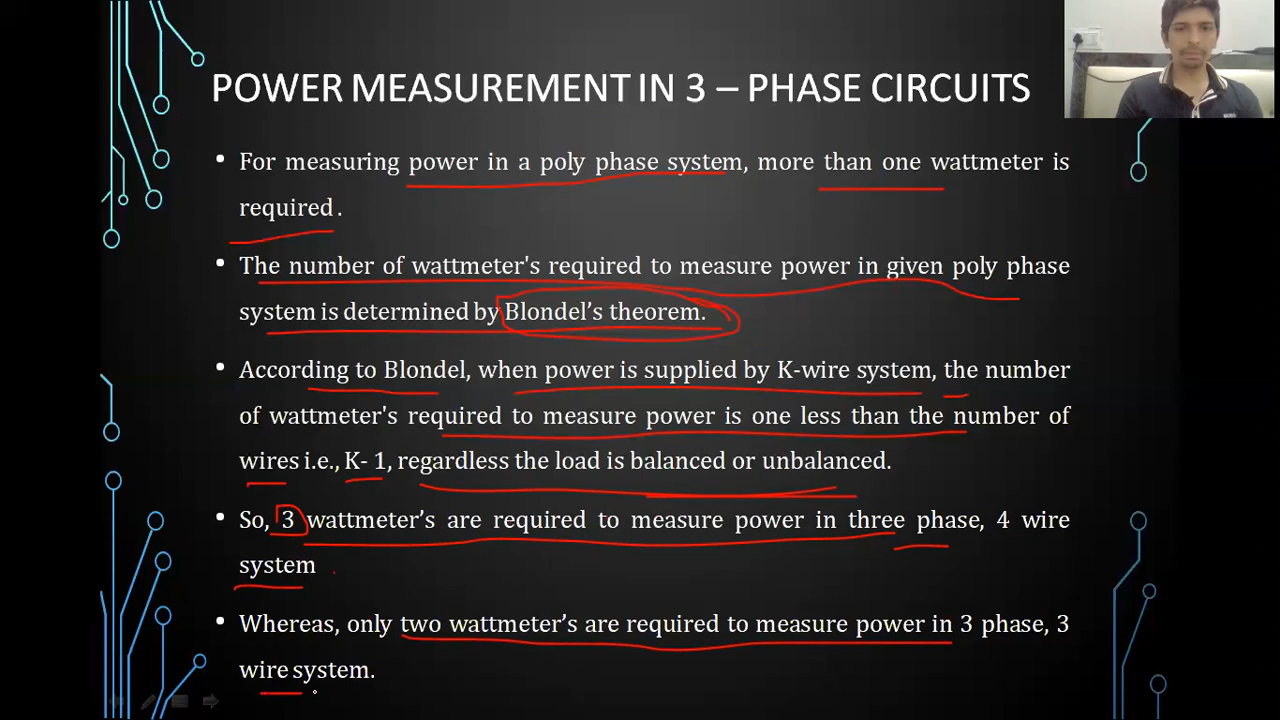 POWER MEASUREMENT IN 3 – PHASE CIRCUITS
• For measuring power in a poly phase system, more than one wattmeter is
required .
• The number of wattmeter's required to measure power in given poly phase
system is determined by Blondel’s theorem.
• According to Blondel, when power is supplied by K-wire system, the number
of wattmeter's required to measure power is one less than the number of
wires i.e., K- 1, regardless the load is balanced or unbalanced.
• So, 3 wattmeter’s are required to measure power in three phase, 4 wire
system
• Whereas, only two wattmeter’s are required to measure power in 3 phase, 3
wire system.